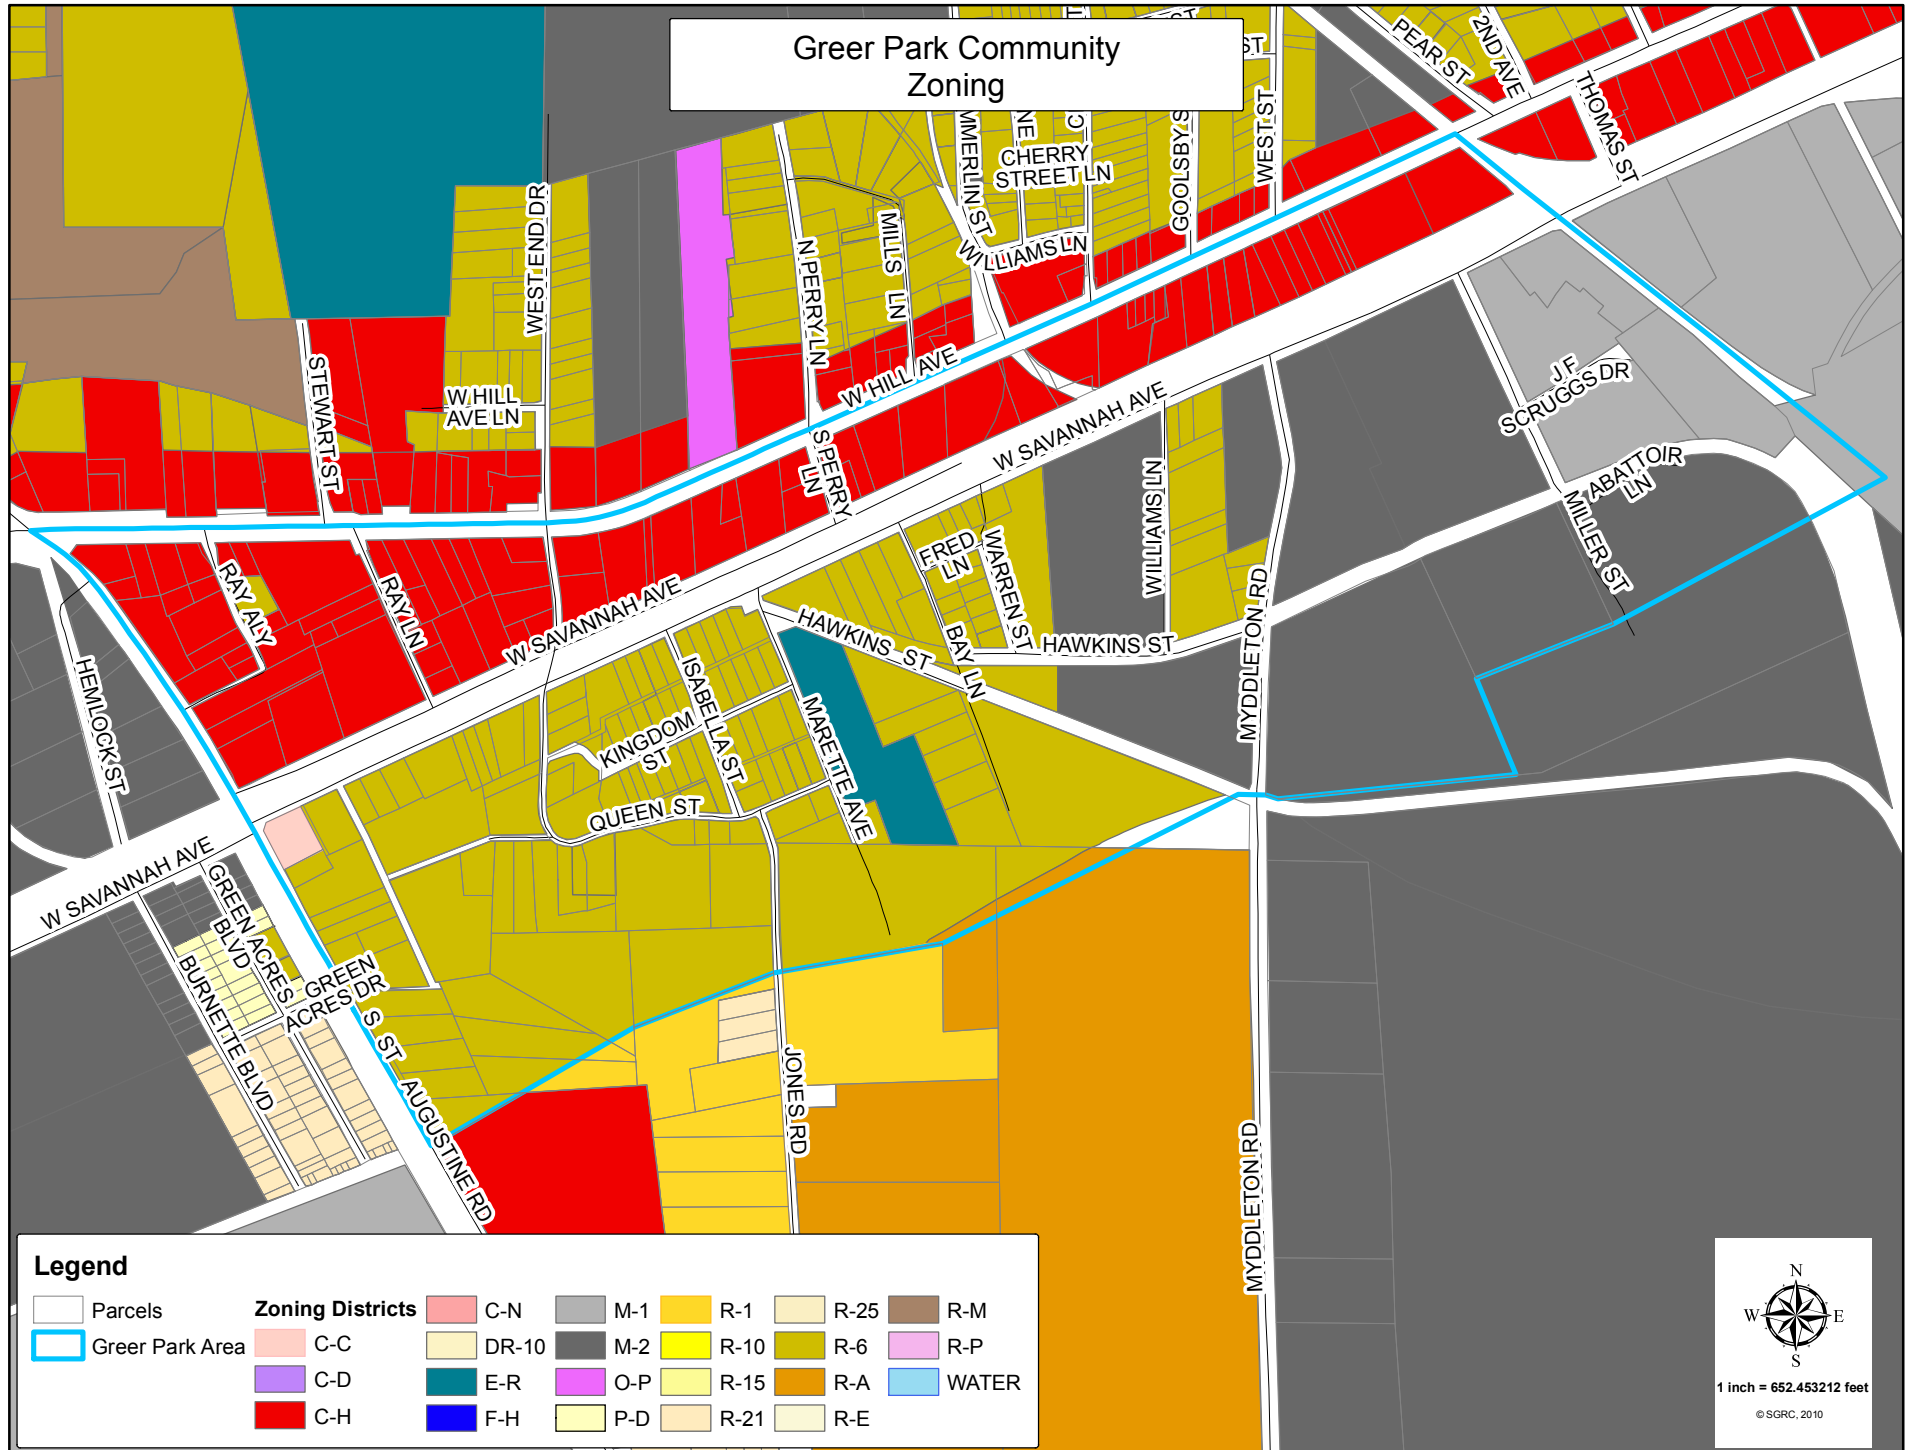 Greer Park Community
Zoning
ST
ST
PEAR ST
2ND AVE
THOMAS ST
MMERLIN ST
NE
C
T
CHERRY
STREET LN
GOOLSBY S
WEST ST
WEST END DR
N PERRY LN
MILLS LN
WILLIAMS LN
STEWART ST
W HILL
AVE LN
W HILL AVE
W SAVANNAH AVE
J F
SCRUGGS DR
S PERRY
LN
WILLIAMS LN
ABATTOIR
LN
MILLER ST
RAY ALY
RAY LN
FRED
LN
WARREN ST
MYDDLETON RD
W SAVANNAH AVE
HAWKINS ST
BAY LN
HAWKINS ST
HEMLOCK ST
ISABELLA ST
KINGDOM
ST
MARETTE AVE
QUEEN ST
W SAVANNAH AVE
GREEN ACRES
BLVD
BURNETTE BLVD
GREEN
ACRES DR
S ST AUGUSTINE RD
JONES RD
MYDDLETON RD
Legend
Parcels
Greer Park Area
Zoning Districts
C-C
C-D
C-H
C-N
DR-10
E-R
F-H
M-1
M-2
O-P
P-D
R-1
R-10
R-15
R-21
R-25
R-6
R-A
R-E
R-M
R-P
WATER
N
W E
S
1 inch = 652.453212 feet
© SGRC, 2010